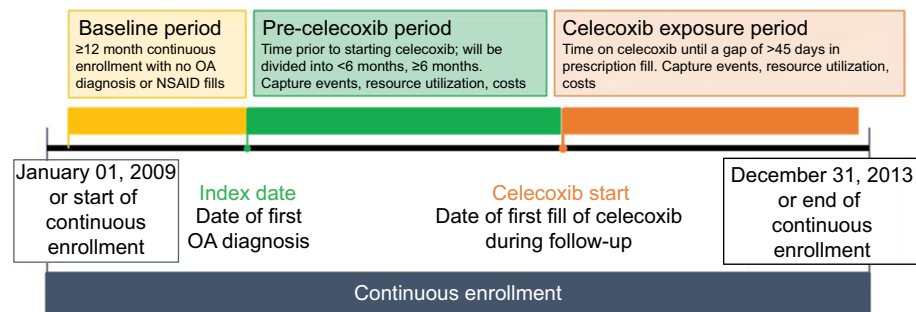 Baseline period
≥12 month continuous
enrollment with no OA
diagnosis or NSAID fills
Pre-celecoxib period
Time prior to starting celecoxib; will be
divided into <6 months, ≥6 months.
Capture events, resource utilization, costs
Celecoxib exposure period
Time on celecoxib until a gap of >45 days in
prescription fill. Capture events, resource utilization,
costs
January 01, 2009
or start of
continuous
enrollment
Index date
Date of first
OA diagnosis
Celecoxib start
Date of first fill of celecoxib
during follow-up
December 31, 2013
or end of
continuous
enrollment
Continuous enrollment